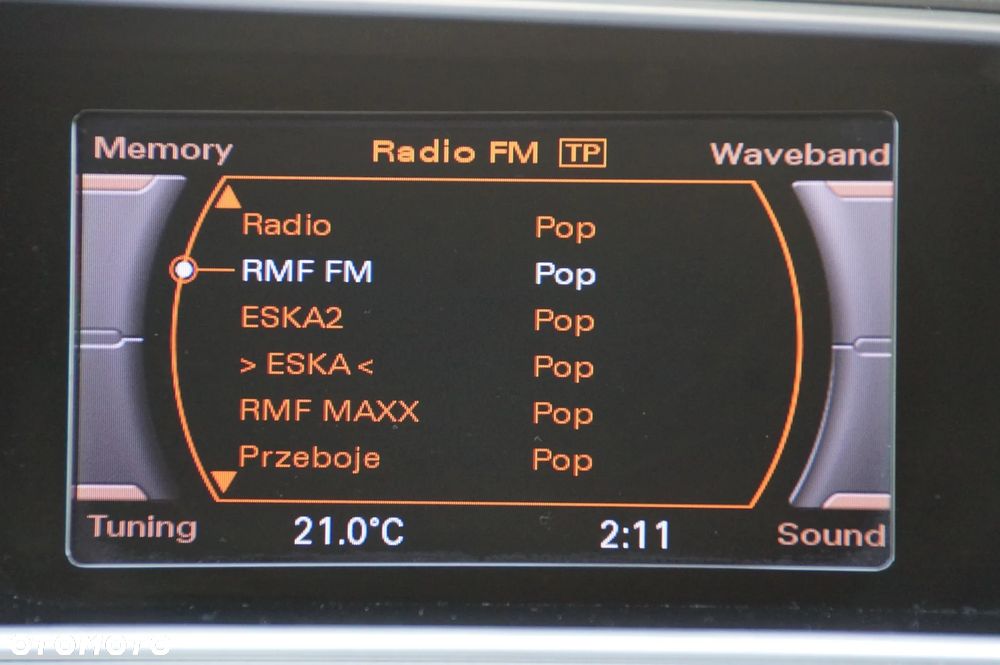 Memory Radio FM TP Waveband
Radio Pop
RMF FM Pop
ESKA2 Pop
> ESKA < Pop
RMF MAXX Pop
Przeboje Pop
Tuning 21.0°C 2:11 Sound
OTOMOTO